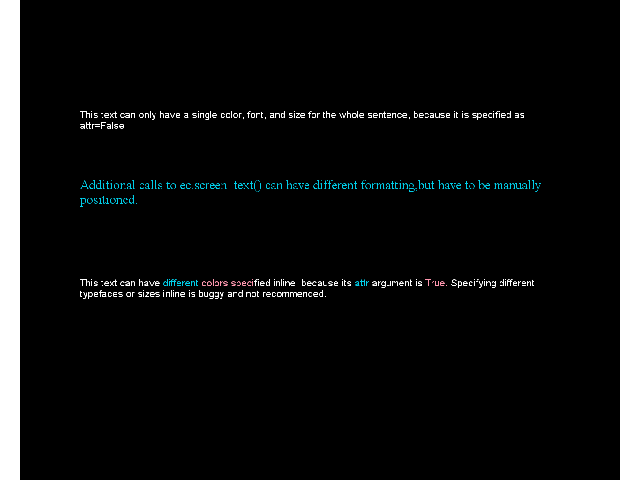 This text can only have a single color, font, and size for the whole sentence, because it is specified as
attr=False
Additional calls to ec.screen_text() can have different formatting,but have to be manually
positioned.
This text can have different colors specified inline, because its attr argument is True. Specifying different
typefaces or sizes inline is buggy and not recommenced.